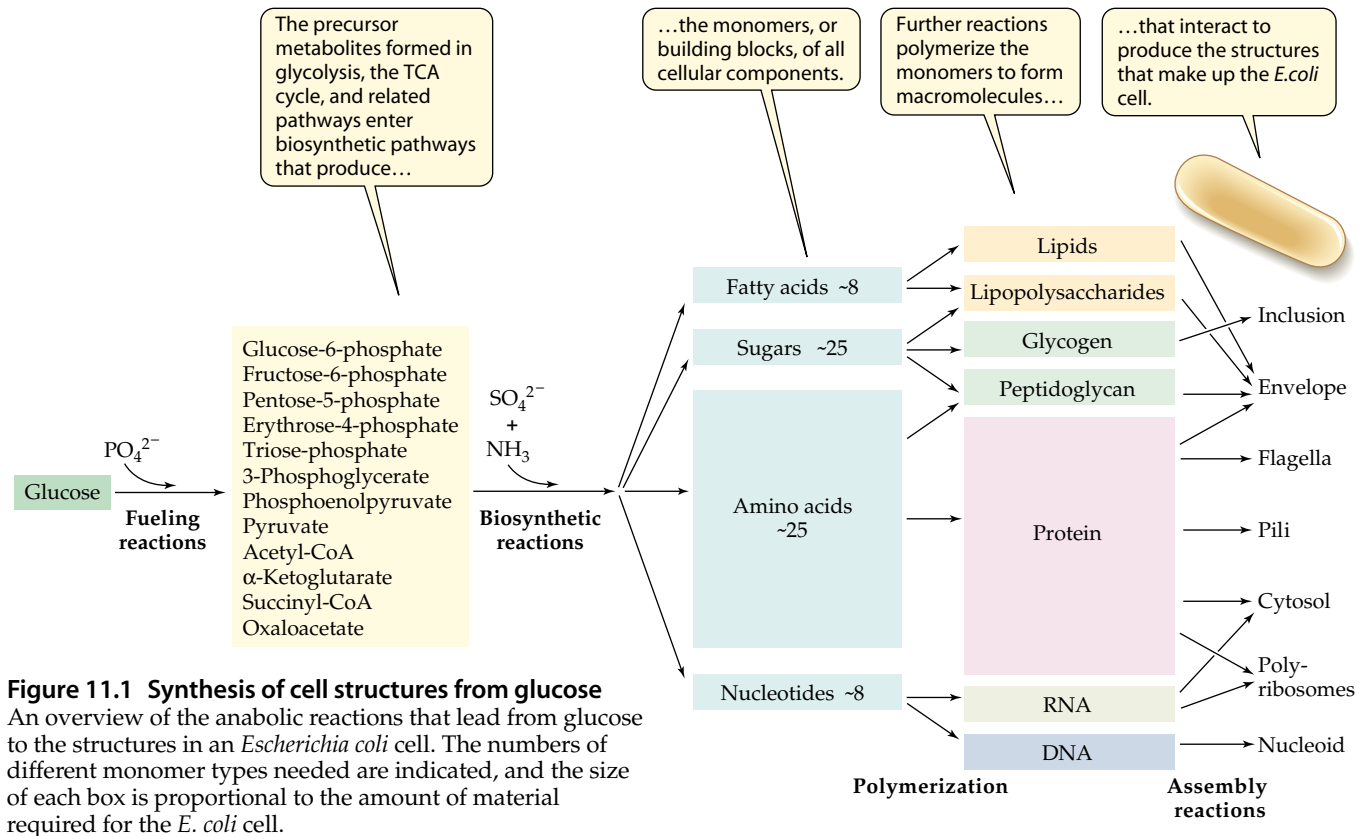 The precursor
metabolites formed in
glycolysis, the TCA
cycle, and related
pathways enter
biosynthetic pathways
that produce…
…the monomers, or
building blocks, of all
cellular components.
Further reactions
polymerize the
monomers to form
macromolecules…
…that interact to
produce the structures
that make up the E.coli
cell.
Glucose
PO₄²⁻
Fueling
reactions
Glucose-6-phosphate
Fructose-6-phosphate
Pentose-5-phosphate
Erythrose-4-phosphate
Triose-phosphate
3-Phosphoglycerate
Phosphoenolpyruvate
Pyruvate
Acetyl-CoA
α-Ketoglutarate
Succinyl-CoA
Oxaloacetate
SO₄²⁻
+
NH₃
Biosynthetic
reactions
Fatty acids ~8
Sugars ~25
Amino acids
~25
Nucleotides ~8
Polymerization
Lipids
Lipopolysaccharides
Glycogen
Peptidoglycan
Protein
RNA
DNA
Assembly
reactions
Inclusion
Envelope
Flagella
Pili
Cytosol
Poly-
ribosomes
Nucleoid
Figure 11.1 Synthesis of cell structures from glucose
An overview of the anabolic reactions that lead from glucose
to the structures in an Escherichia coli cell. The numbers of
different monomer types needed are indicated, and the size
of each box is proportional to the amount of material
required for the E. coli cell.